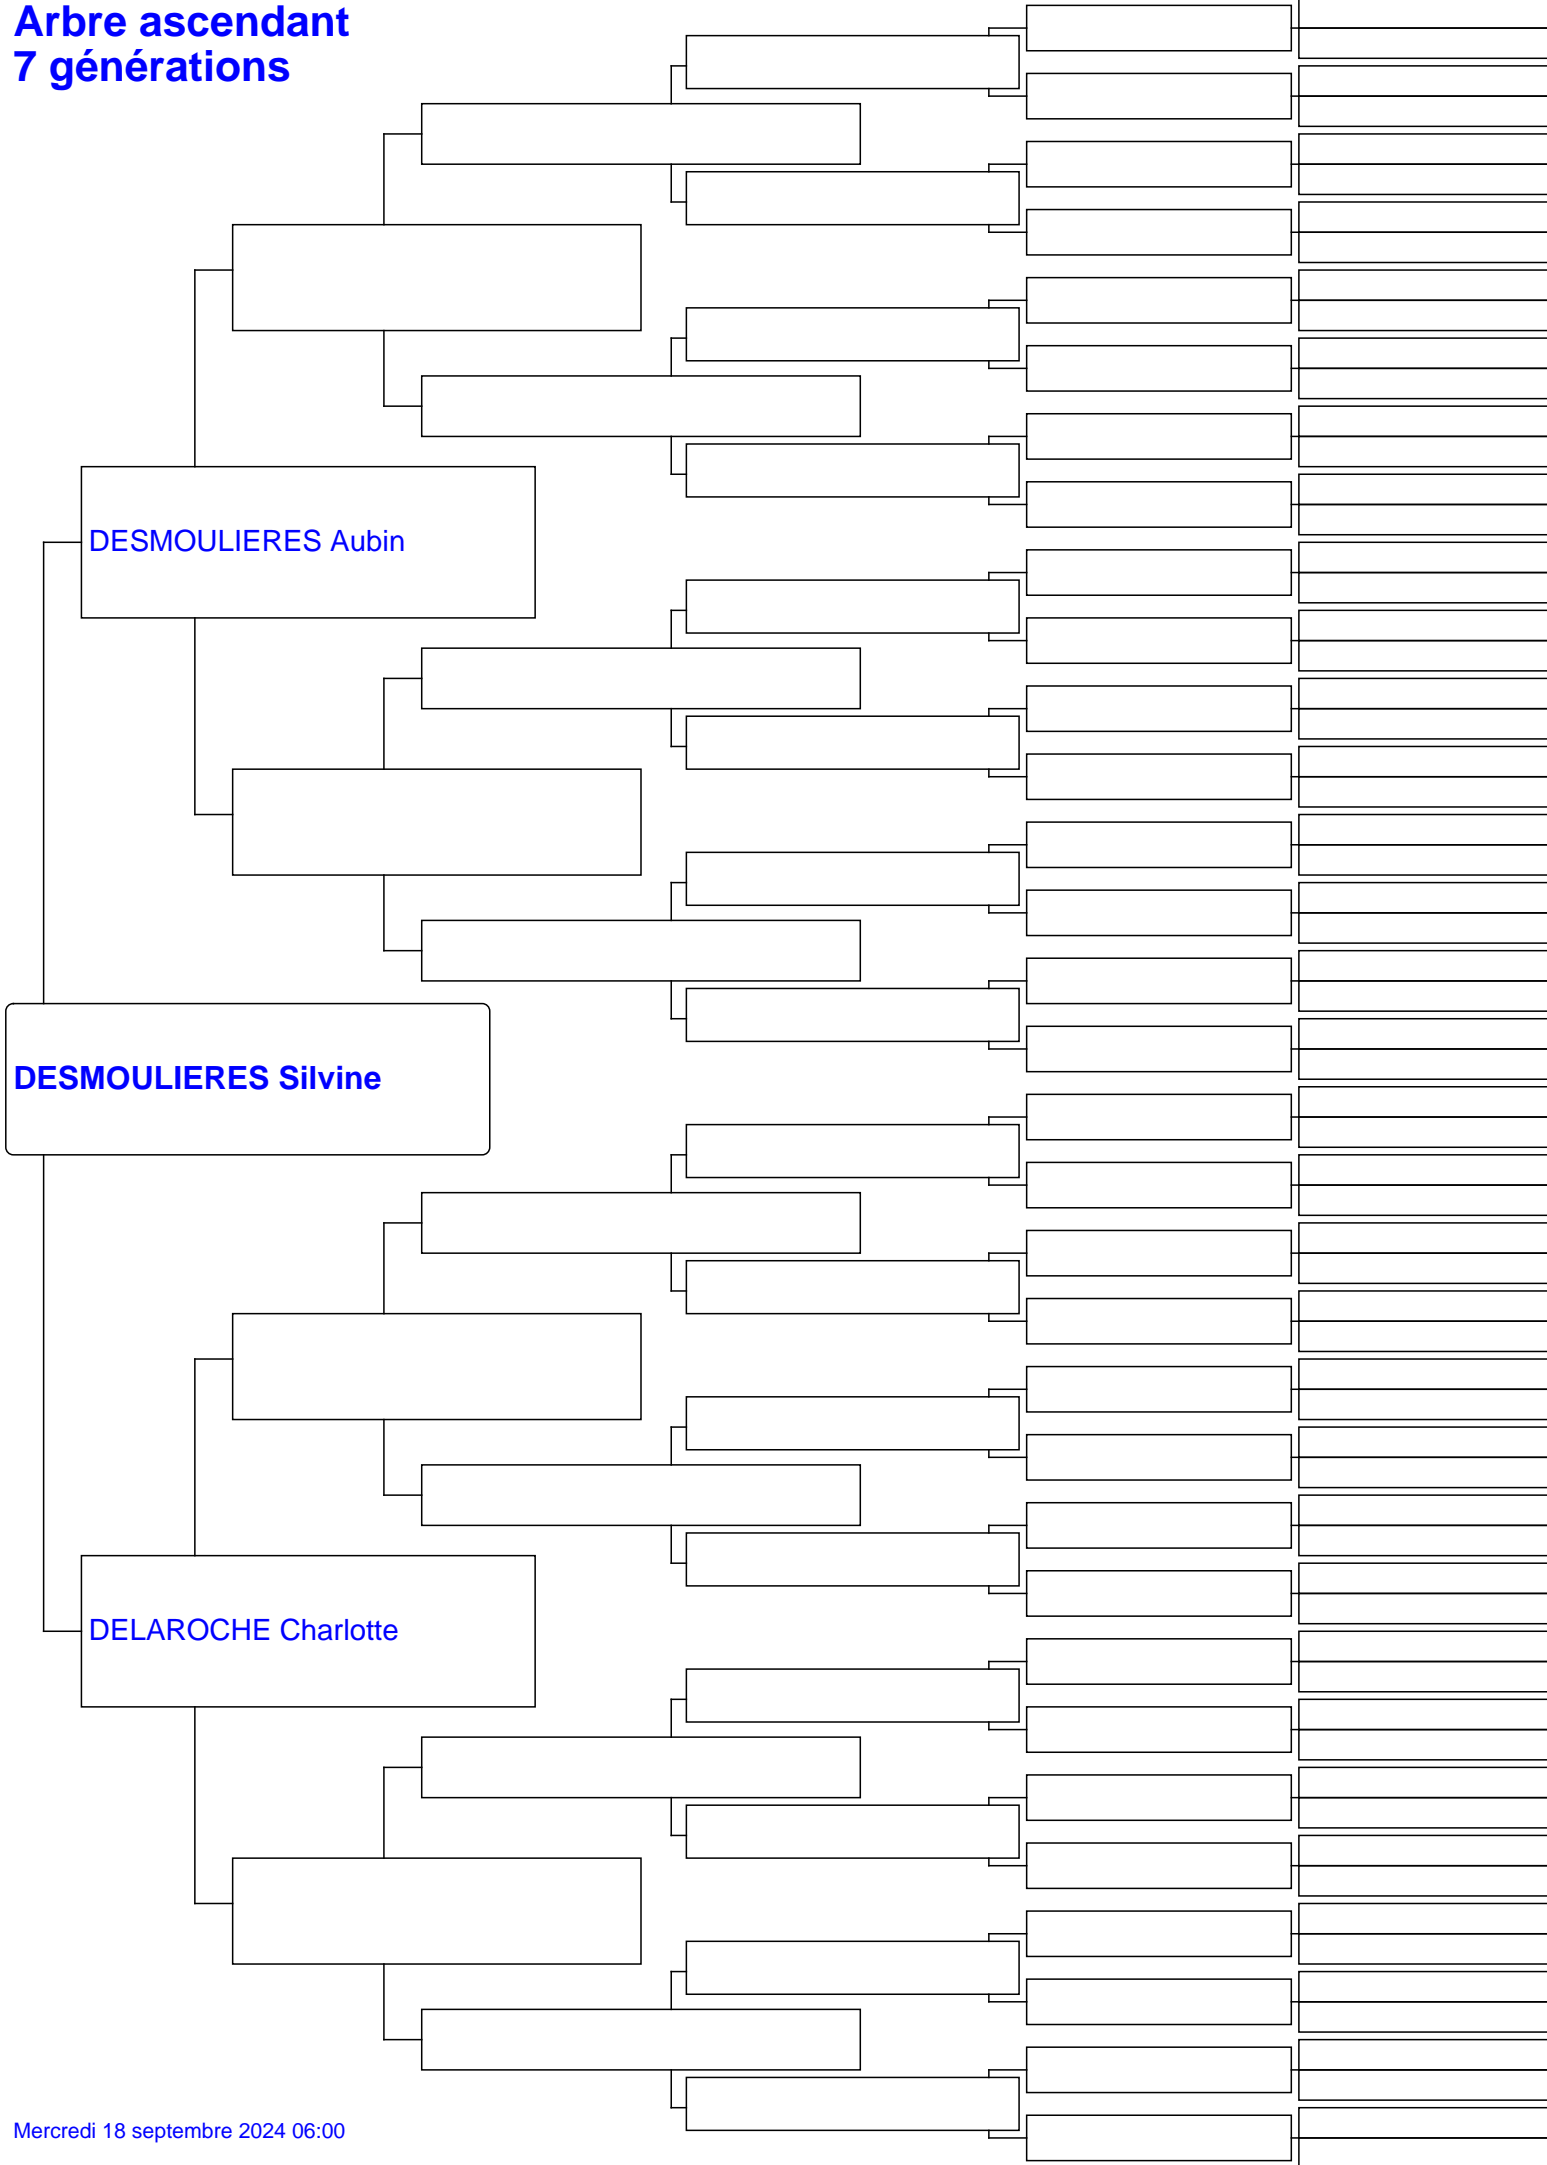 Arbre ascendant
7 générations
DESMOULIERES Aubin
DESMOULIERES Silvine
DELAROCHE Charlotte
Mercredi 18 septembre 2024 06:00